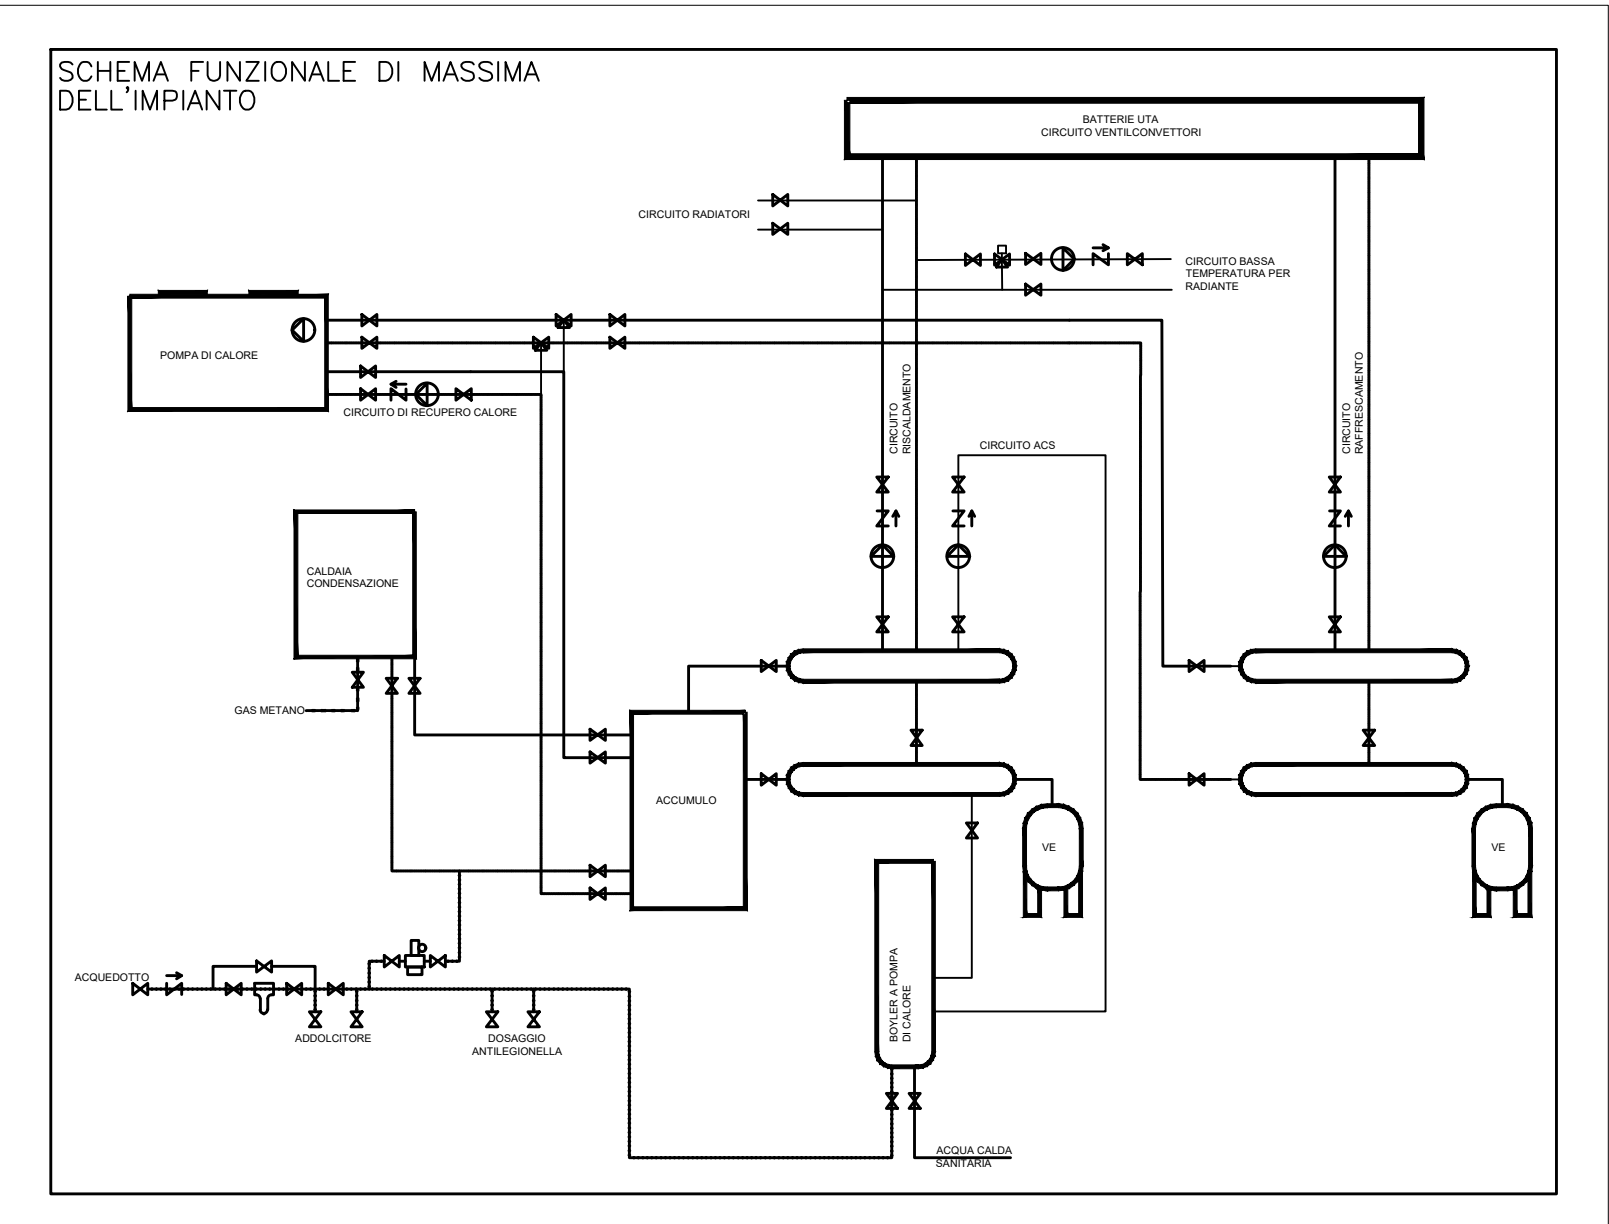 SCHEMA FUNZIONALE DI MASSIMA
DELL'IMPIANTO
BATTERIE UTA
CIRCUITO VENTILCONVETTORI
CIRCUITO RADIATORI
CIRCUITO BASSA
TEMPERATURA PER
RADIANTE
POMPA DI CALORE
CIRCUITO DI RECUPERO CALORE
CIRCUITO
RISCALDAMENTO
CIRCUITO
RAFFRESCAMENTO
CIRCUITO ACS
CALDAIA
CONDENSAZIONE
GAS METANO
ACCUMULO
VE
VE
BOYLER A POMPA
DI CALORE
ACQUEDOTTO
ADDOLCITORE
DOSAGGIO
ANTILEGIONELLA
ACQUA CALDA
SANITARIA